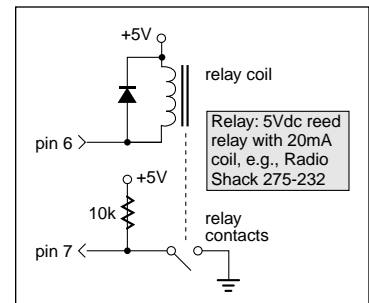 +5V
relay coil
Relay: 5Vdc reed
relay with 20mA
coil, e.g., Radio
Shack 275-232
pin 6
+5V
10k
relay
contacts
pin 7